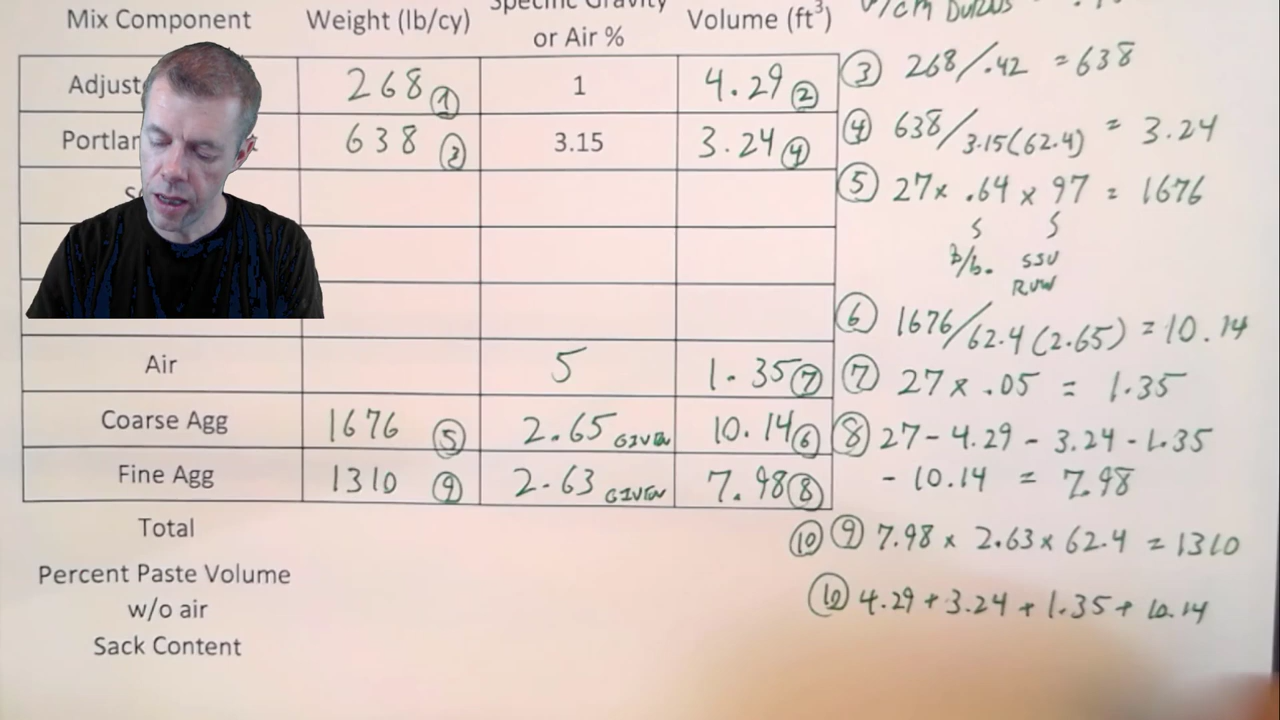 Mix Component Weight (lb/cy) Specific Gravity or Air % Volume (ft³)
Adjust 268 ① 1 4.29 ②
Portlan 638 ③ 3.15 3.24 ④
Air 5 1.35 ⑦
Coarse Agg 1676 ⑤ 2.65 GIVEN 10.14 ⑥
Fine Agg 1310 ⑨ 2.63 GIVEN 7.98 ⑧
Total
Percent Paste Volume
w/o air
Sack Content
③ 268/.42 = 638
④ 638/3.15(62.4) = 3.24
⑤ 27 x .64 x 97 = 1676
B/b. SSU
RUW
⑥ 1676/62.4(2.65) = 10.14
⑦ 27 x .05 = 1.35
⑧ 27 - 4.29 - 3.24 - 1.35
- 10.14 = 7.98
⑩ ⑨ 7.98 x 2.63 x 62.4 = 1310
⑩ 4.29 + 3.24 + 1.35 + 10.14